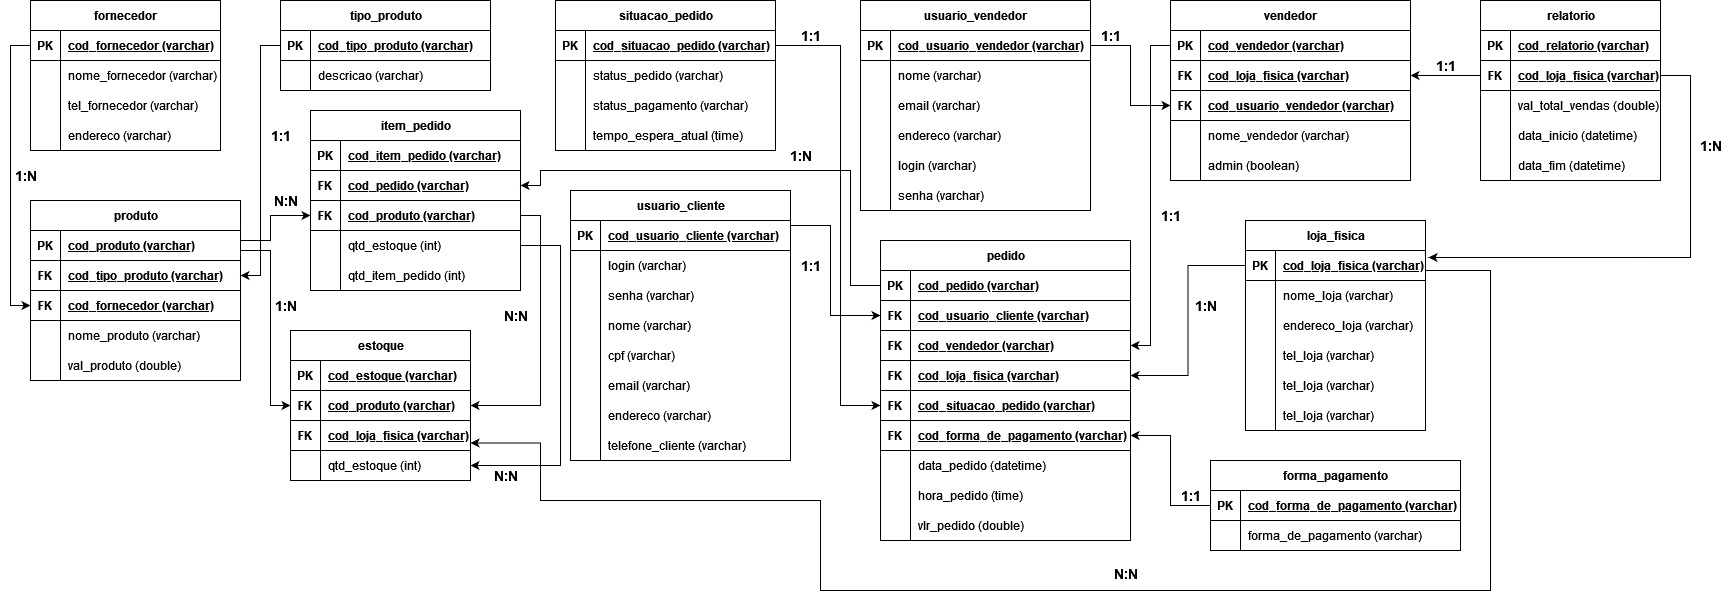 fornecedor
PK cod_fornecedor (varchar)
nome_fornecedor (varchar)
tel_fornecedor (varchar)
endereco (varchar)
tipo_produto
PK cod_tipo_produto (varchar)
descricao (varchar)
situacao_pedido
PK cod_situacao_pedido (varchar)
status_pedido (varchar)
status_pagamento (varchar)
tempo_espera_atual (time)
1:1
usuario_vendedor
PK cod_usuario_vendedor (varchar)
nome (varchar)
email (varchar)
endereco (varchar)
login (varchar)
senha (varchar)
1:1
vendedor
PK cod_vendedor (varchar)
FK cod_loja_fisica (varchar)
FK cod_usuario_vendedor (varchar)
nome_vendedor (varchar)
admin (boolean)
1:1
relatorio
PK cod_relatorio (varchar)
FK cod_loja_fisica (varchar)
val_total_vendas (double)
data_inicio (datetime)
data_fim (datetime)
1:N
1:N
1:1
item_pedido
PK cod_item_pedido (varchar)
FK cod_pedido (varchar)
FK cod_produto (varchar)
qtd_estoque (int)
qtd_item_pedido (int)
1:N
N:N
produto
PK cod_produto (varchar)
FK cod_tipo_produto (varchar)
FK cod_fornecedor (varchar)
nome_produto (varchar)
val_produto (double)
1:N
N:N
estoque
PK cod_estoque (varchar)
FK cod_produto (varchar)
FK cod_loja_fisica (varchar)
qtd_estoque (int)
N:N
usuario_cliente
PK cod_usuario_cliente (varchar)
login (varchar)
senha (varchar)
nome (varchar)
cpf (varchar)
email (varchar)
endereco (varchar)
telefone_cliente (varchar)
1:1
pedido
PK cod_pedido (varchar)
FK cod_usuario_cliente (varchar)
FK cod_vendedor (varchar)
FK cod_loja_fisica (varchar)
FK cod_situacao_pedido (varchar)
FK cod_forma_de_pagamento (varchar)
data_pedido (datetime)
hora_pedido (time)
vlr_pedido (double)
1:1
1:N
loja_fisica
PK cod_loja_fisica (varchar)
nome_loja (varchar)
endereco_loja (varchar)
tel_loja (varchar)
tel_loja (varchar)
tel_loja (varchar)
1:1
forma_pagamento
PK cod_forma_de_pagamento (varchar)
forma_de_pagamento (varchar)
N:N